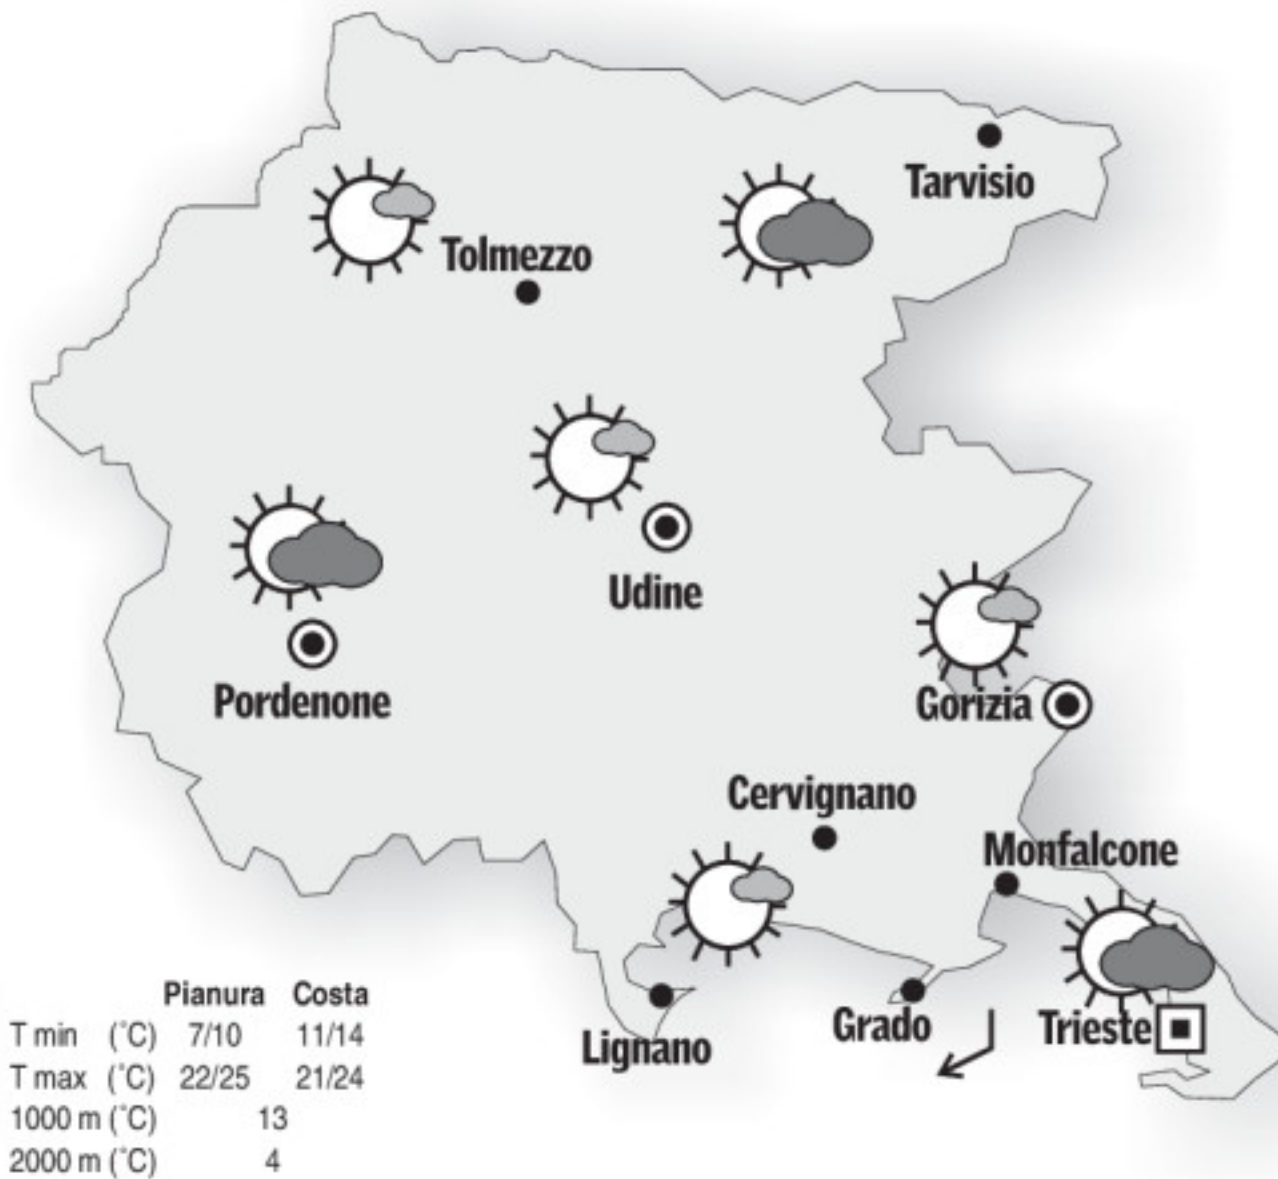 Tarvisio
Tolmezzo
Udine
Pordenone
Gorizia
Cervignano
Monfalcone
Grado
Trieste
Lignano
Pianura Costa
T min (°C) 7/10 11/14
T max (°C) 22/25 21/24
1000 m (°C) 13
2000 m (°C) 4